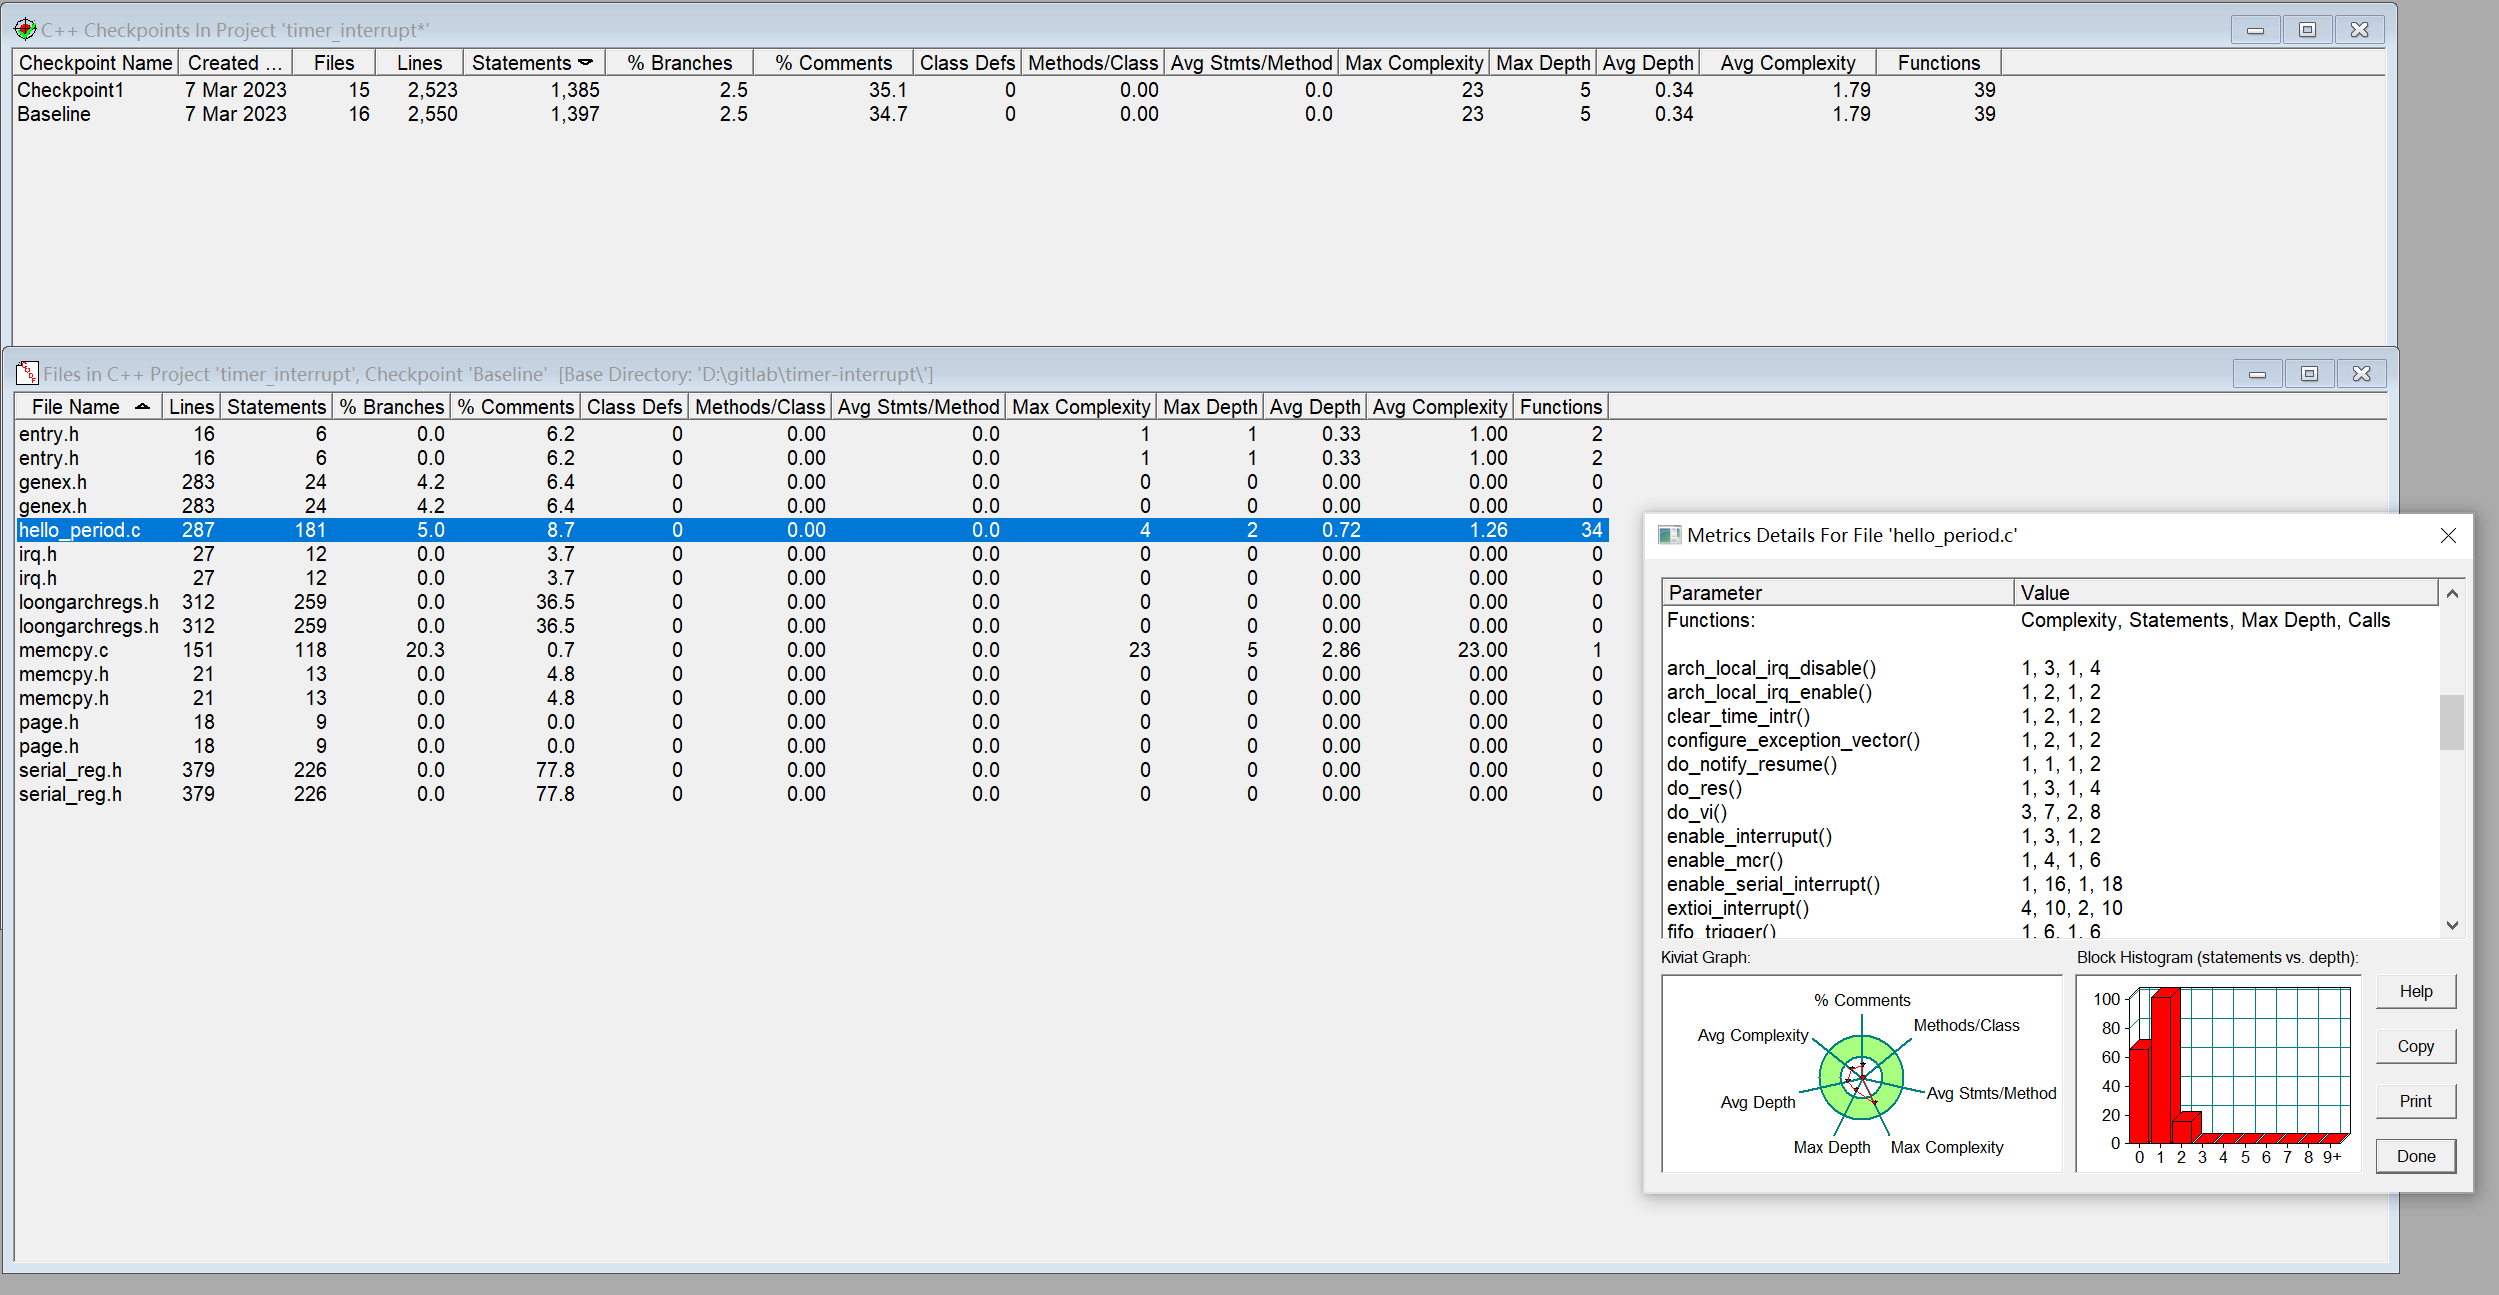 C++ Checkpoints In Project 'timer_interrupt*'
Checkpoint Name Created ... Files Lines Statements % Branches % Comments Class Defs Methods/Class Avg Stmts/Method Max Complexity Max Depth Avg Depth Avg Complexity Functions
Checkpoint1 7 Mar 2023 15 2,523 1,385 2.5 35.1 0 0.00 0.0 23 5 0.34 1.79 39
Baseline 7 Mar 2023 16 2,550 1,397 2.5 34.7 0 0.00 0.0 23 5 0.34 1.79 39
Files in C++ Project 'timer_interrupt', Checkpoint 'Baseline' [Base Directory: 'D:\gitlab\timer-interrupt\']
File Name Lines Statements % Branches % Comments Class Defs Methods/Class Avg Stmts/Method Max Complexity Max Depth Avg Depth Avg Complexity Functions
entry.h 16 6 0.0 6.2 0 0.00 0.0 1 1 0.33 1.00 2
entry.h 16 6 0.0 6.2 0 0.00 0.0 1 1 0.33 1.00 2
genex.h 283 24 4.2 6.4 0 0.00 0.0 0 0 0.00 0.00 0
genex.h 283 24 4.2 6.4 0 0.00 0.0 0 0 0.00 0.00 0
hello_period.c 287 181 5.0 8.7 0 0.00 0.0 4 2 0.72 1.26 34
irq.h 27 12 0.0 3.7 0 0.00 0.0 0 0 0.00 0.00 0
irq.h 27 12 0.0 3.7 0 0.00 0.0 0 0 0.00 0.00 0
loongarchregs.h 312 259 0.0 36.5 0 0.00 0.0 0 0 0.00 0.00 0
loongarchregs.h 312 259 0.0 36.5 0 0.00 0.0 0 0 0.00 0.00 0
memcpy.c 151 118 20.3 0.7 0 0.00 0.0 23 5 2.86 23.00 1
memcpy.h 21 13 0.0 4.8 0 0.00 0.0 0 0 0.00 0.00 0
memcpy.h 21 13 0.0 4.8 0 0.00 0.0 0 0 0.00 0.00 0
page.h 18 9 0.0 0.0 0 0.00 0.0 0 0 0.00 0.00 0
page.h 18 9 0.0 0.0 0 0.00 0.0 0 0 0.00 0.00 0
serial_reg.h 379 226 0.0 77.8 0 0.00 0.0 0 0 0.00 0.00 0
serial_reg.h 379 226 0.0 77.8 0 0.00 0.0 0 0 0.00 0.00 0
Metrics Details For File 'hello_period.c'
Parameter Value
Functions: Complexity, Statements, Max Depth, Calls
arch_local_irq_disable() 1, 3, 1, 4
arch_local_irq_enable() 1, 2, 1, 2
clear_time_intr() 1, 2, 1, 2
configure_exception_vector() 1, 2, 1, 2
do_notify_resume() 1, 1, 1, 2
do_res() 1, 3, 1, 4
do_vi() 3, 7, 2, 8
enable_interruput() 1, 3, 1, 2
enable_mcr() 1, 4, 1, 6
enable_serial_interrupt() 1, 16, 1, 18
extioi_interrupt() 4, 10, 2, 10
fifo_trigger() 1, 6, 1, 6
Kiviat Graph:
% Comments
Methods/Class
Avg Complexity
Avg Stmts/Method
Avg Depth
Max Depth
Max Complexity
Block Histogram (statements vs. depth):
100
80
60
40
20
0
0 1 2 3 4 5 6 7 8 9+
Help
Copy
Print
Done